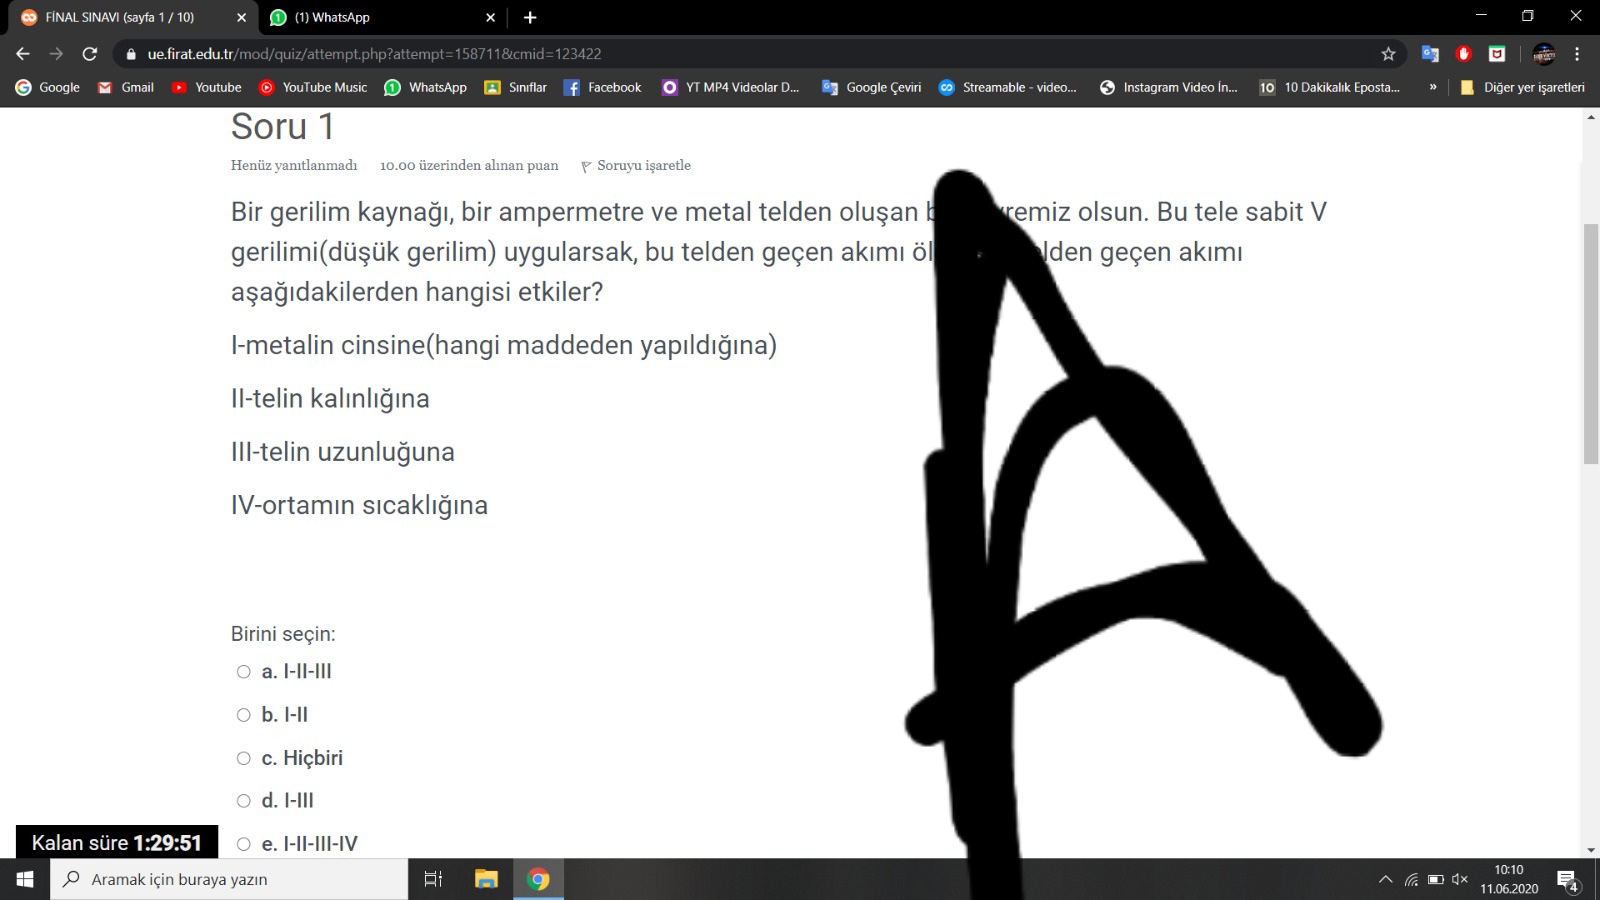 FİNAL SINAVI (sayfa 1 / 10)
(1) WhatsApp
ue.firat.edu.tr/mod/quiz/attempt.php?attempt=158711&cmid=123422
Google Gmail Youtube YouTube Music WhatsApp Sınıflar Facebook YT MP4 Videolar D... Google Çeviri Streamable - video... Instagram Video İn... 10 10 Dakikalık Eposta... » Diğer yer işaretleri
Soru 1
Henüz yanıtlanmadı 10.00 üzerinden alınan puan Soruyu işaretle
Bir gerilim kaynağı, bir ampermetre ve metal telden oluşan olsun. Bu tele sabit V
gerilimi(düşük gerilim) uygularsak, bu telden geçen akımı geçen akımı
aşağıdakilerden hangisi etkiler?
I-metalin cinsine(hangi maddeden yapıldığına)
II-telin kalınlığına
III-telin uzunluğuna
IV-ortamın sıcaklığına
Birini seçin:
a. I-II-III
b. I-II
c. Hiçbiri
d. I-III
e. I-II-III-IV
Kalan süre 1:29:51
Aramak için buraya yazın
10:10
11.06.2020
4